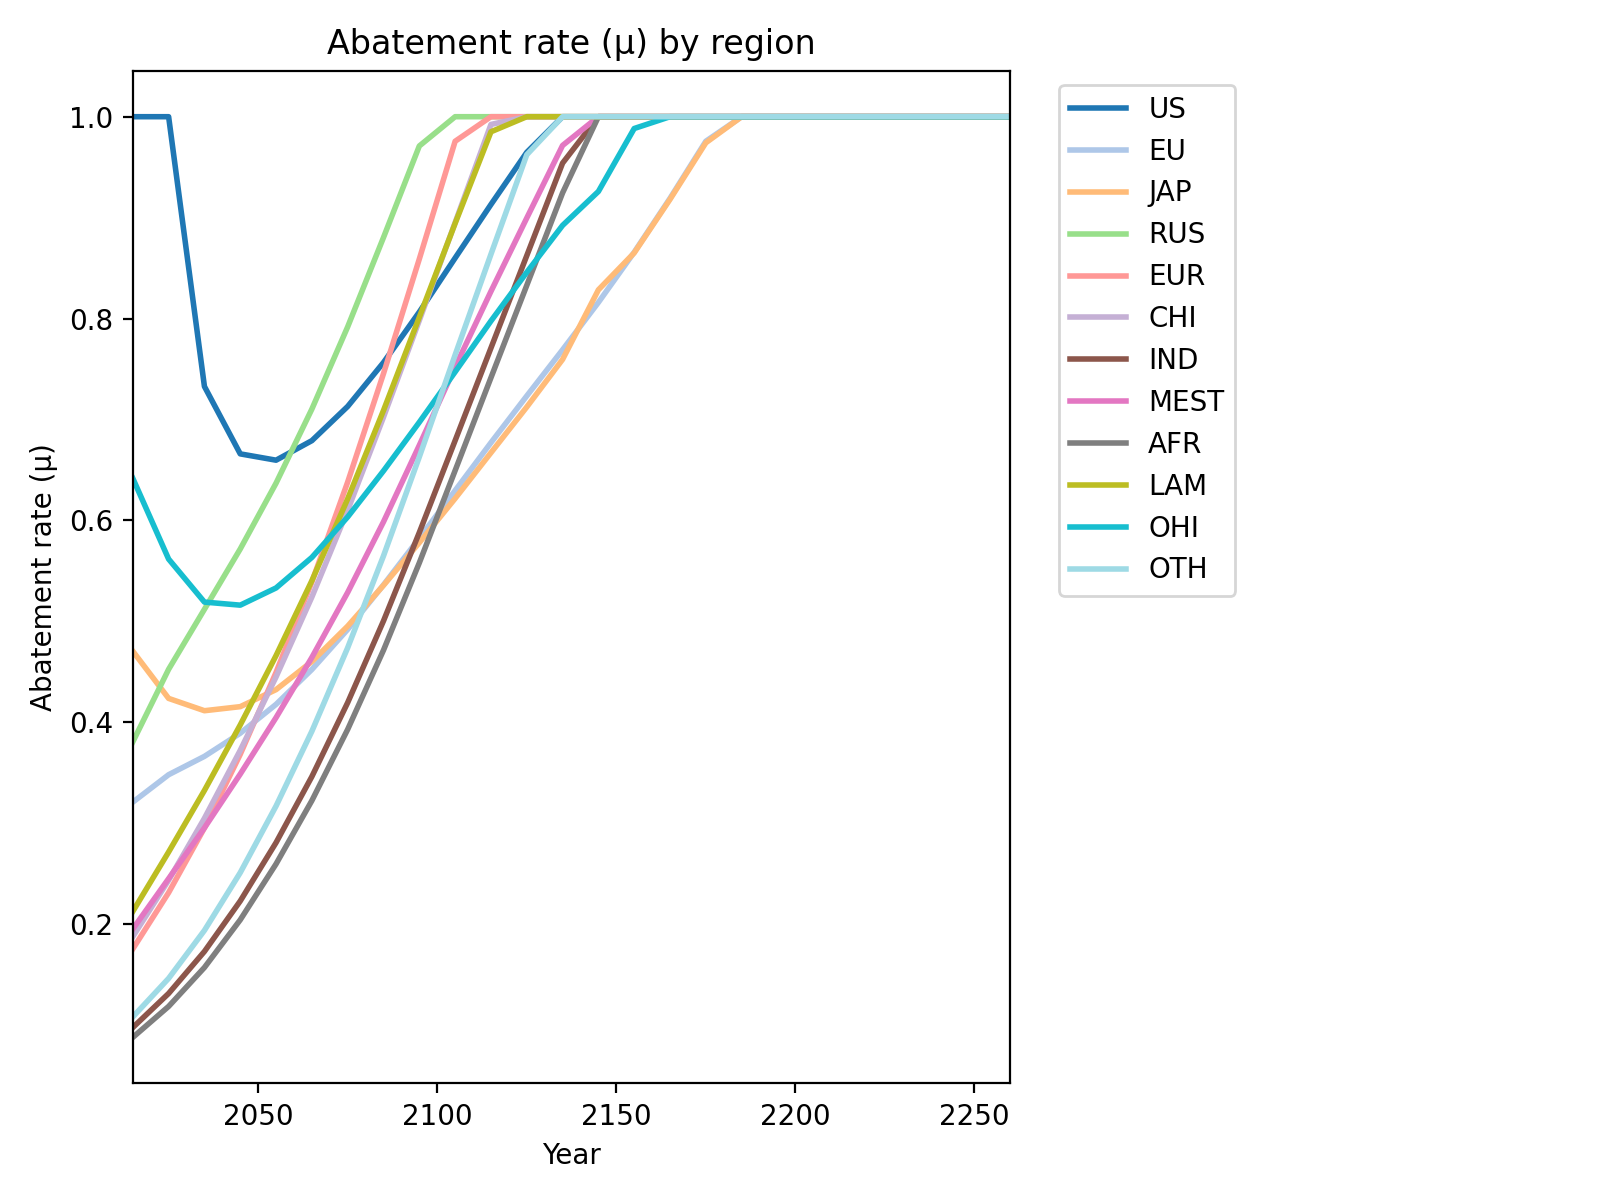 Abatement rate (μ) by region
Abatement rate (μ)
1.0
0.8
0.6
0.4
0.2
2050
2100
2150
2200
2250
Year
US
EU
JAP
RUS
EUR
CHI
IND
MEST
AFR
LAM
OHI
OTH